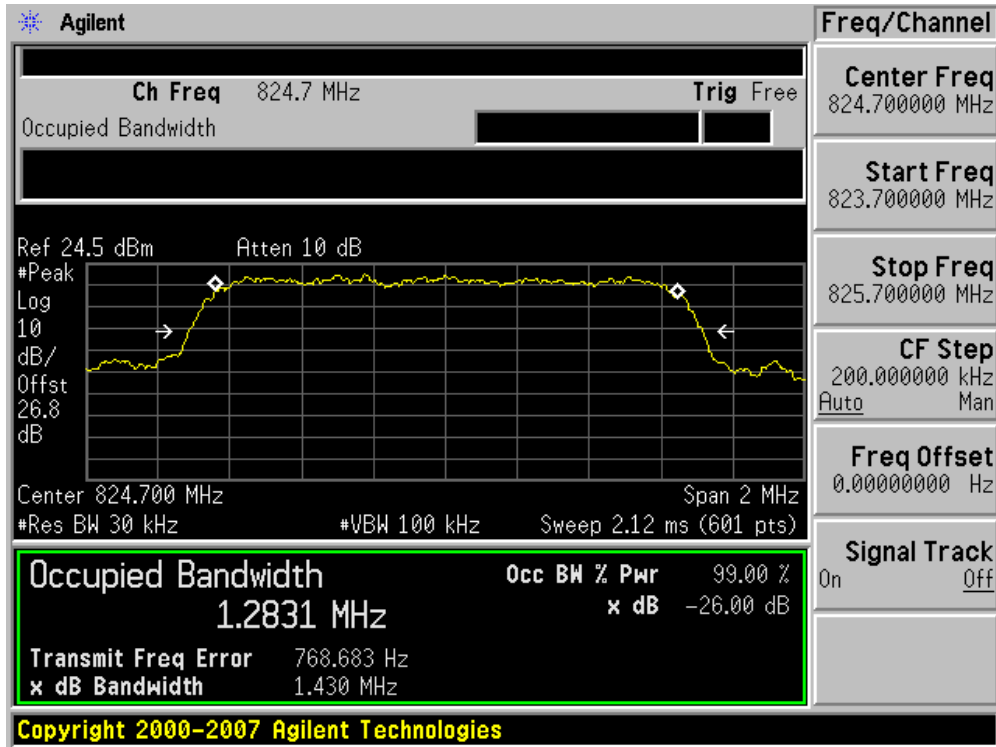 Agilent
Freq/Channel
Ch Freq 824.7 MHz Trig Free
Occupied Bandwidth
Center Freq
824.700000 MHz
Start Freq
823.700000 MHz
Stop Freq
825.700000 MHz
CF Step
200.000000 kHz
Auto Man
Freq Offset
0.00000000 Hz
Signal Track
On Off
Ref 24.5 dBm Atten 10 dB
#Peak
Log
10
dB/
Offst
26.8
dB
Center 824.700 MHz Span 2 MHz
#Res BW 30 kHz #VBW 100 kHz Sweep 2.12 ms (601 pts)
Occupied Bandwidth
1.2831 MHz
Occ BW % Pwr 99.00 %
x dB -26.00 dB
Transmit Freq Error 768.683 Hz
x dB Bandwidth 1.430 MHz
Copyright 2000-2007 Agilent Technologies